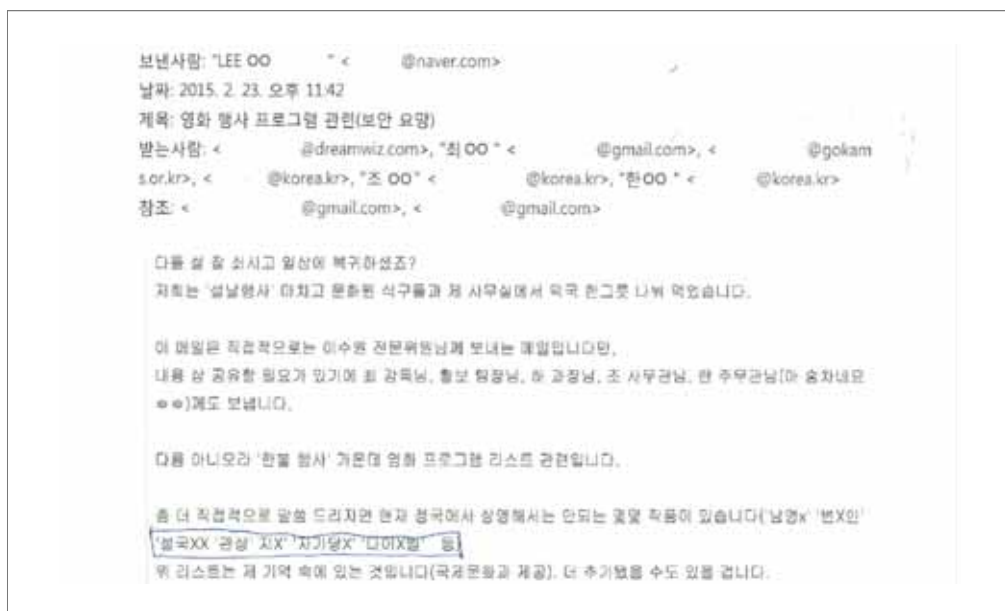 보낸사람: "LEE OO " < @naver.com>
날짜: 2015. 2. 23. 오후 11:42
제목: 영화 행사 프로그램 관련(보안 요망)
받는사람: < @dreamwiz.com>, "최 OO " < @gmail.com>, < @gokam
s.or.kr>, < @korea.kr>, "조 OO" < @korea.kr>, "한OO " < @korea.kr>
참조: < @gmail.com>, < @gmail.com>
다들 설 잘 쇠시고 일상에 복귀하셨죠?
저희는 '설날행사' 마치고 문화원 식구들과 제 사무실에서 떡국 한그릇 나눠 먹었습니다.
이 메일은 직접적으로는 이수원 전문위원님께 보내는 메일입니다만,
내용 상 공유할 필요가 있기에 최 감독님, 황보 팀장님, 하 과장님, 조 사무관님, 한 주무관님(아 숨차네요
ㅎㅎ)께도 보냅니다.
다름 아니오라 '한불 행사' 가운데 영화 프로그램 리스트 관련입니다.
좀 더 직접적으로 말씀 드리자면 현재 정국에서 상영해서는 안되는 몇몇 작품이 있습니다('남영x' '변X인'
'설국XX '관상' 지X' '자가당X' '다이X벨' 등)
위 리스트는 제 기억 속에 있는 것입니다(국제문화과 제공). 더 추가됐을 수도 있을 겁니다.